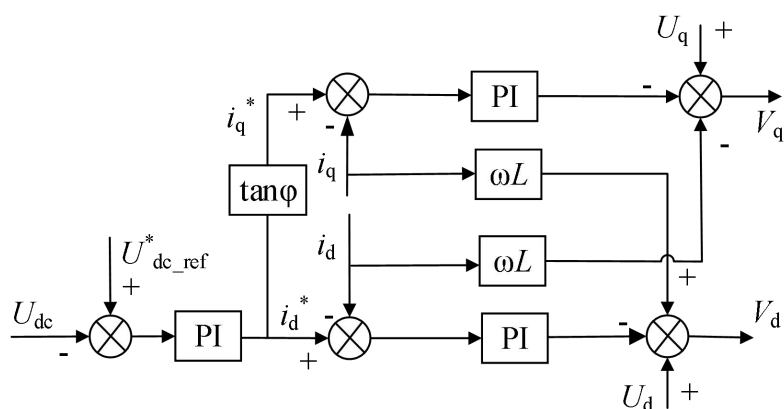 U_q +
i_q^* + - PI - V_q
i_q ωL -
tanφ
U^*_dc_ref i_d ωL +
+
U_dc - PI i_d^* - + PI - V_d
U_d +